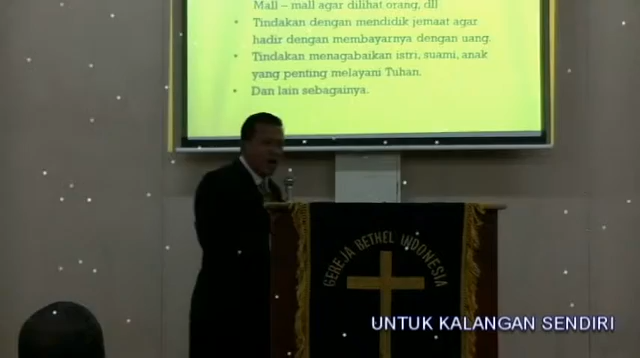 Mall – mall agar dilihat orang, dll
• Tindakan dengan mendidik jemaat agar
hadir dengan membayarnya dengan uang.
• Tindakan menagabaikan istri, suami, anak
yang penting melayani Tuhan.
• Dan lain sebagainya.
GEREJA BETHEL INDONESIA
UNTUK KALANGAN SENDIRI